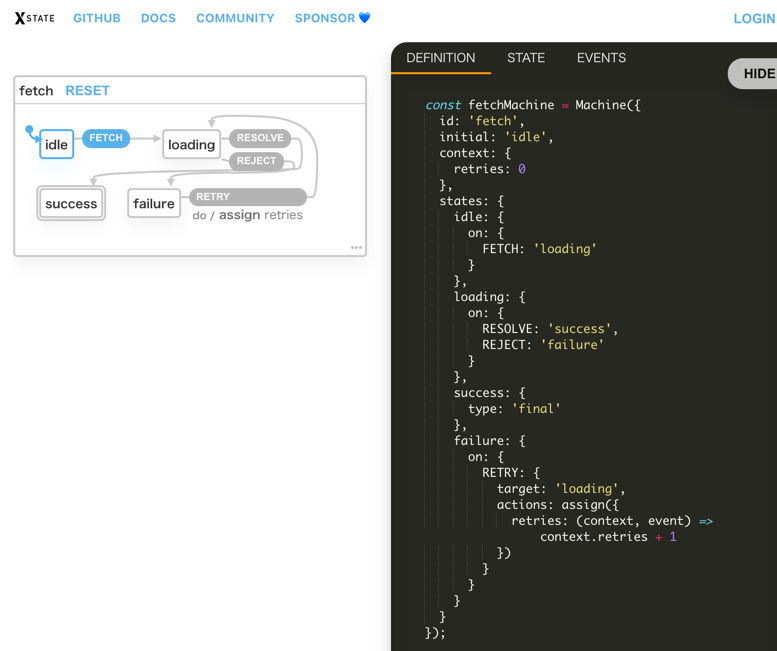 XSTATE GITHUB DOCS COMMUNITY SPONSOR 💙 LOGIN
fetch RESET
idle FETCH loading RESOLVE
REJECT
success failure RETRY
do / assign retries
DEFINITION STATE EVENTS
HIDE
const fetchMachine = Machine({
  id: 'fetch',
  initial: 'idle',
  context: {
    retries: 0
  },
  states: {
    idle: {
      on: {
        FETCH: 'loading'
      }
    },
    loading: {
      on: {
        RESOLVE: 'success',
        REJECT: 'failure'
      }
    },
    success: {
      type: 'final'
    },
    failure: {
      on: {
        RETRY: {
          target: 'loading',
          actions: assign({
            retries: (context, event) =>
                context.retries + 1
          })
        }
      }
    }
  }
});